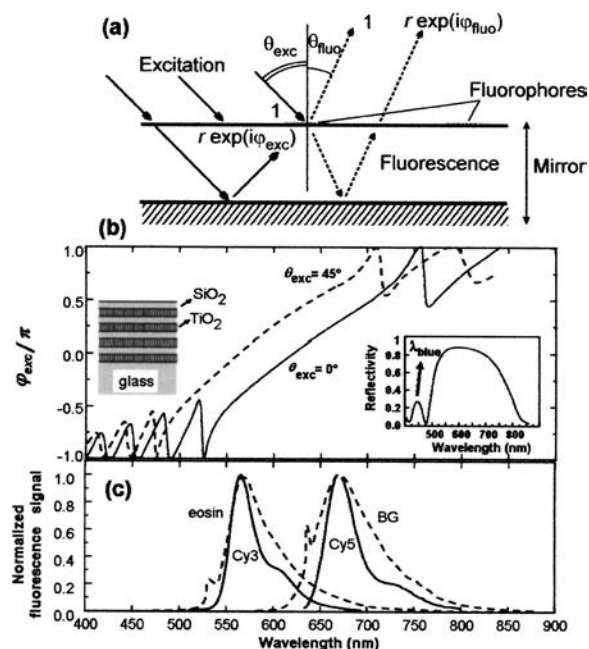 (a)
θexc
θfluo
1
r exp(iφfluo)
Excitation
Fluorophores
1
r exp(iφexc)
Fluorescence
Mirror
(b)
φexc/π
1.0
0.5
0.0
-0.5
-1.0
θexc= 45°
SiO2
TiO2
glass
θexc= 0°
Reflectivity
1
0.8
0.6
0.4
0.2
0
λblue
400 500 600 700 800
Wavelength (nm)
(c)
Normalized
fluorescence signal
1.0
0.8
0.6
0.4
0.2
0.0
eosin
Cy3
Cy5
BG
400 450 500 550 600 650 700 750 800 850 900
Wavelength (nm)